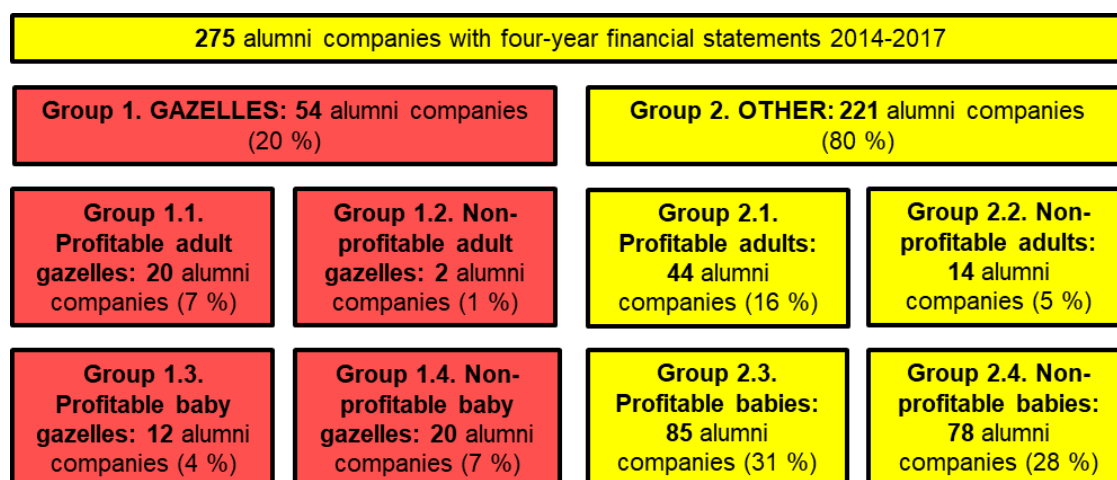 275 alumni companies with four-year financial statements 2014-2017
Group 1. GAZELLES: 54 alumni companies
(20 %)
Group 2. OTHER: 221 alumni companies
(80 %)
Group 1.1.
Profitable adult
gazelles: 20 alumni
companies (7 %)
Group 1.2. Non-
profitable adult
gazelles: 2 alumni
companies (1 %)
Group 2.1.
Profitable adults:
44 alumni
companies (16 %)
Group 2.2. Non-
profitable adults:
14 alumni
companies (5 %)
Group 1.3.
Profitable baby
gazelles: 12 alumni
companies (4 %)
Group 1.4. Non-
profitable baby
gazelles: 20 alumni
companies (7 %)
Group 2.3.
Profitable babies:
85 alumni
companies (31 %)
Group 2.4. Non-
profitable babies:
78 alumni
companies (28 %)